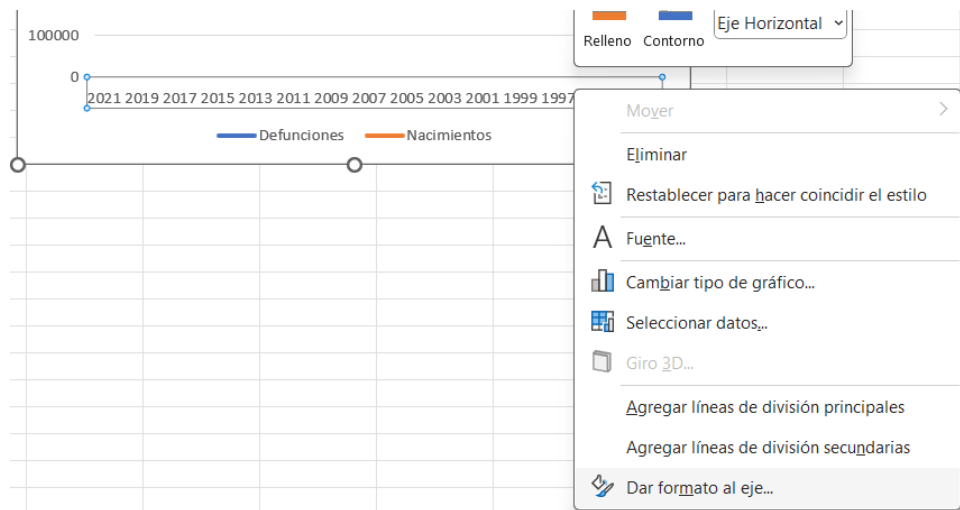 100000
0
2021 2019 2017 2015 2013 2011 2009 2007 2005 2003 2001 1999 1997
Defunciones Nacimientos
Relleno Contorno
Eje Horizontal
Mover
Eliminar
Restablecer para hacer coincidir el estilo
Fuente...
Cambiar tipo de gráfico...
Seleccionar datos...
Giro 3D...
Agregar líneas de división principales
Agregar líneas de división secundarias
Dar formato al eje...